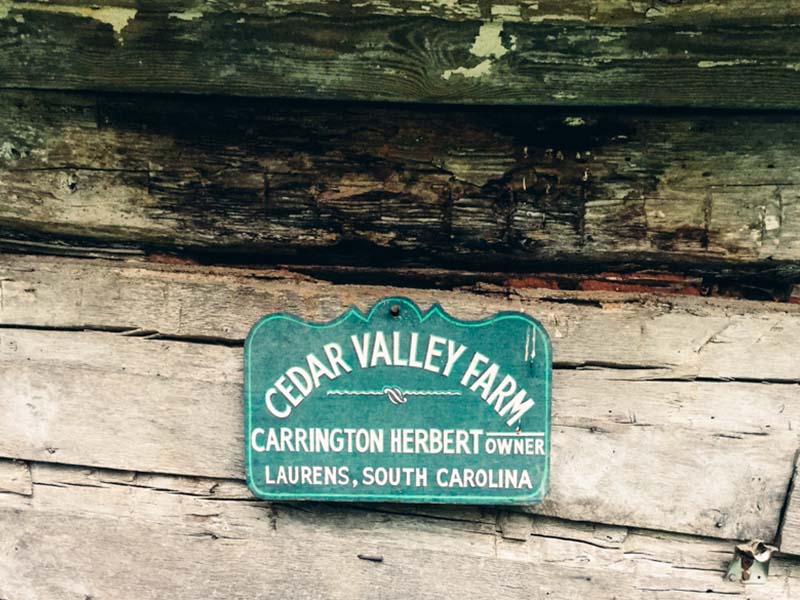 CEDAR VALLEY FARM
CARRINGTON HERBERT OWNER
LAURENS, SOUTH CAROLINA